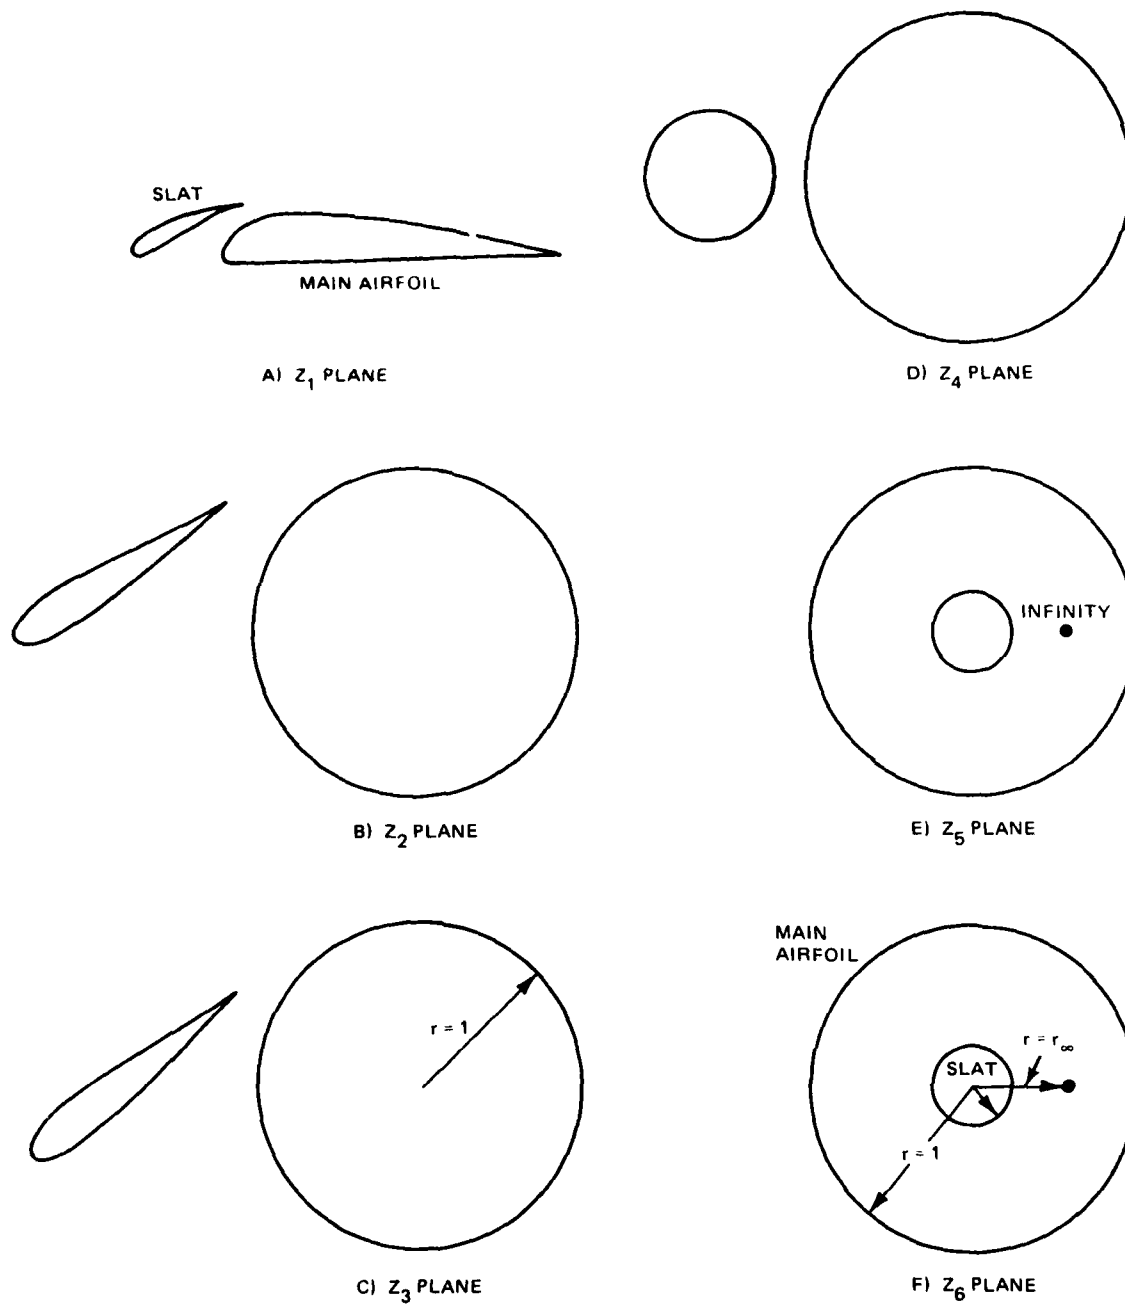 SLAT
MAIN AIRFOIL
A) Z₁ PLANE
D) Z₄ PLANE
INFINITY
B) Z₂ PLANE
E) Z₅ PLANE
r = 1
MAIN
AIRFOIL
r = r∞
SLAT
r = 1
C) Z₃ PLANE
F) Z₆ PLANE